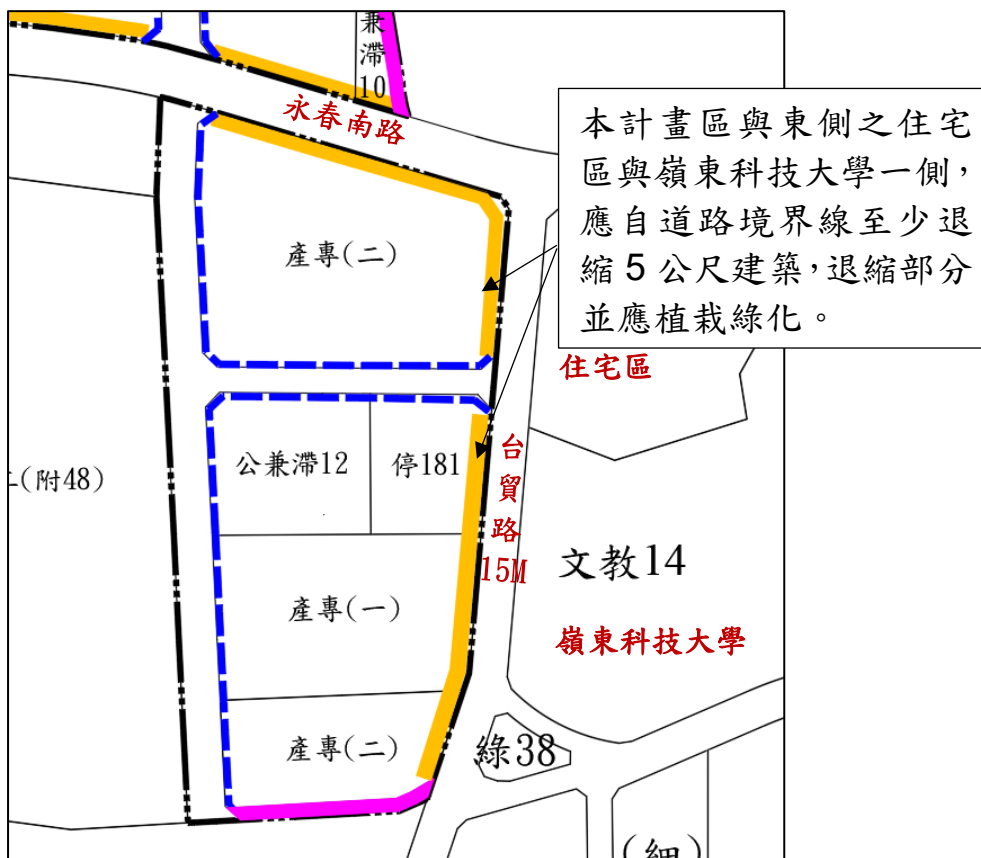 兼
滯
10
永春南路
本計畫區與東側之住宅
區與嶺東科技大學一側，
應自道路境界線至少退
縮 5 公尺建築，退縮部分
並應植栽綠化。
產專(二)
住宅區
公兼滯12
停181
台
貿
路
15M
(附48)
文教14
產專(一)
嶺東科技大學
產專(二)
綠38
(細)